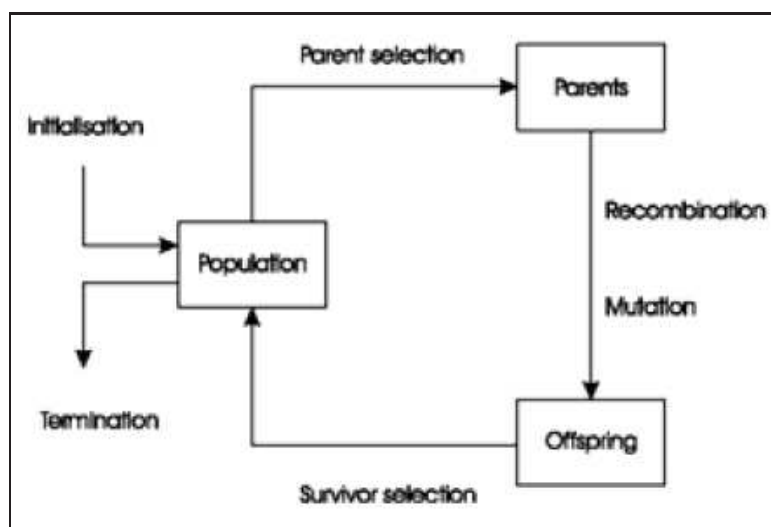 Parent selection
Parents
Initialisation
Recombination
Population
Mutation
Termination
Offspring
Survivor selection